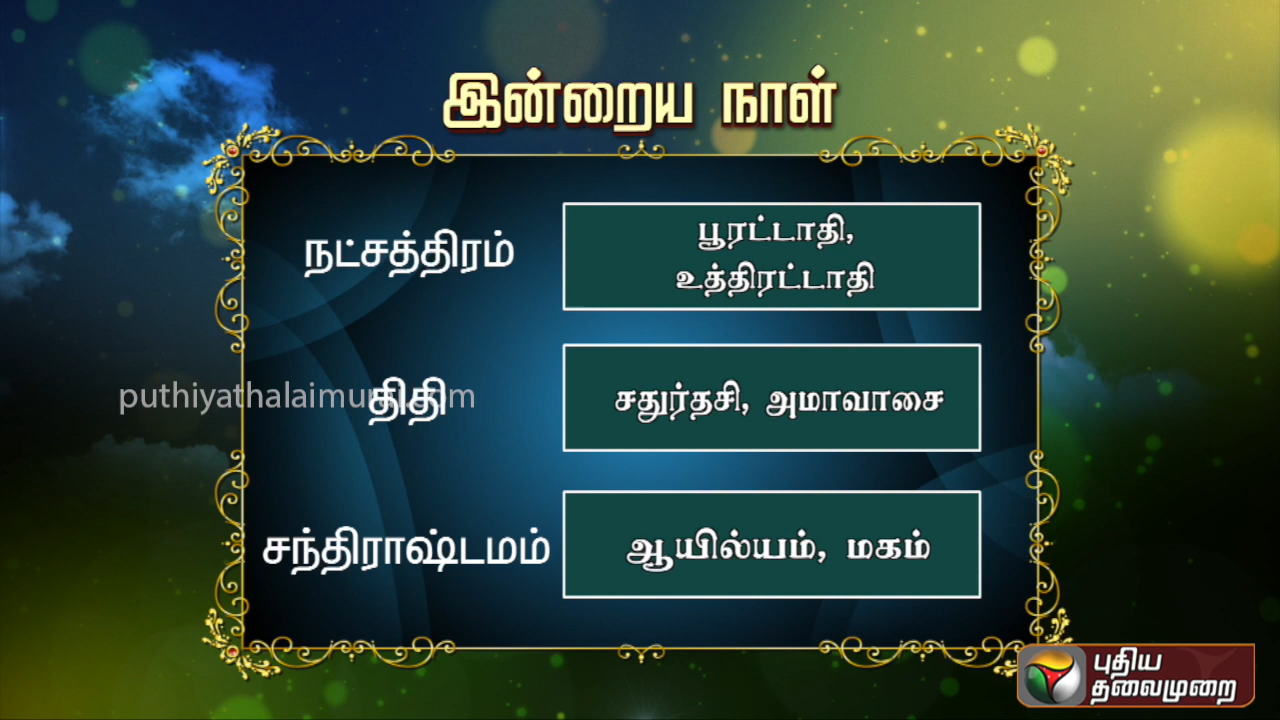 இன்றைய நாள்
நட்சத்திரம்
பூரட்டாதி,
உத்திரட்டாதி
திதி
puthiyathalaimurai.com
சதுர்தசி, அமாவாசை
சந்திராஷ்டமம்
ஆயில்யம், மகம்
புதிய
தலைமுறை